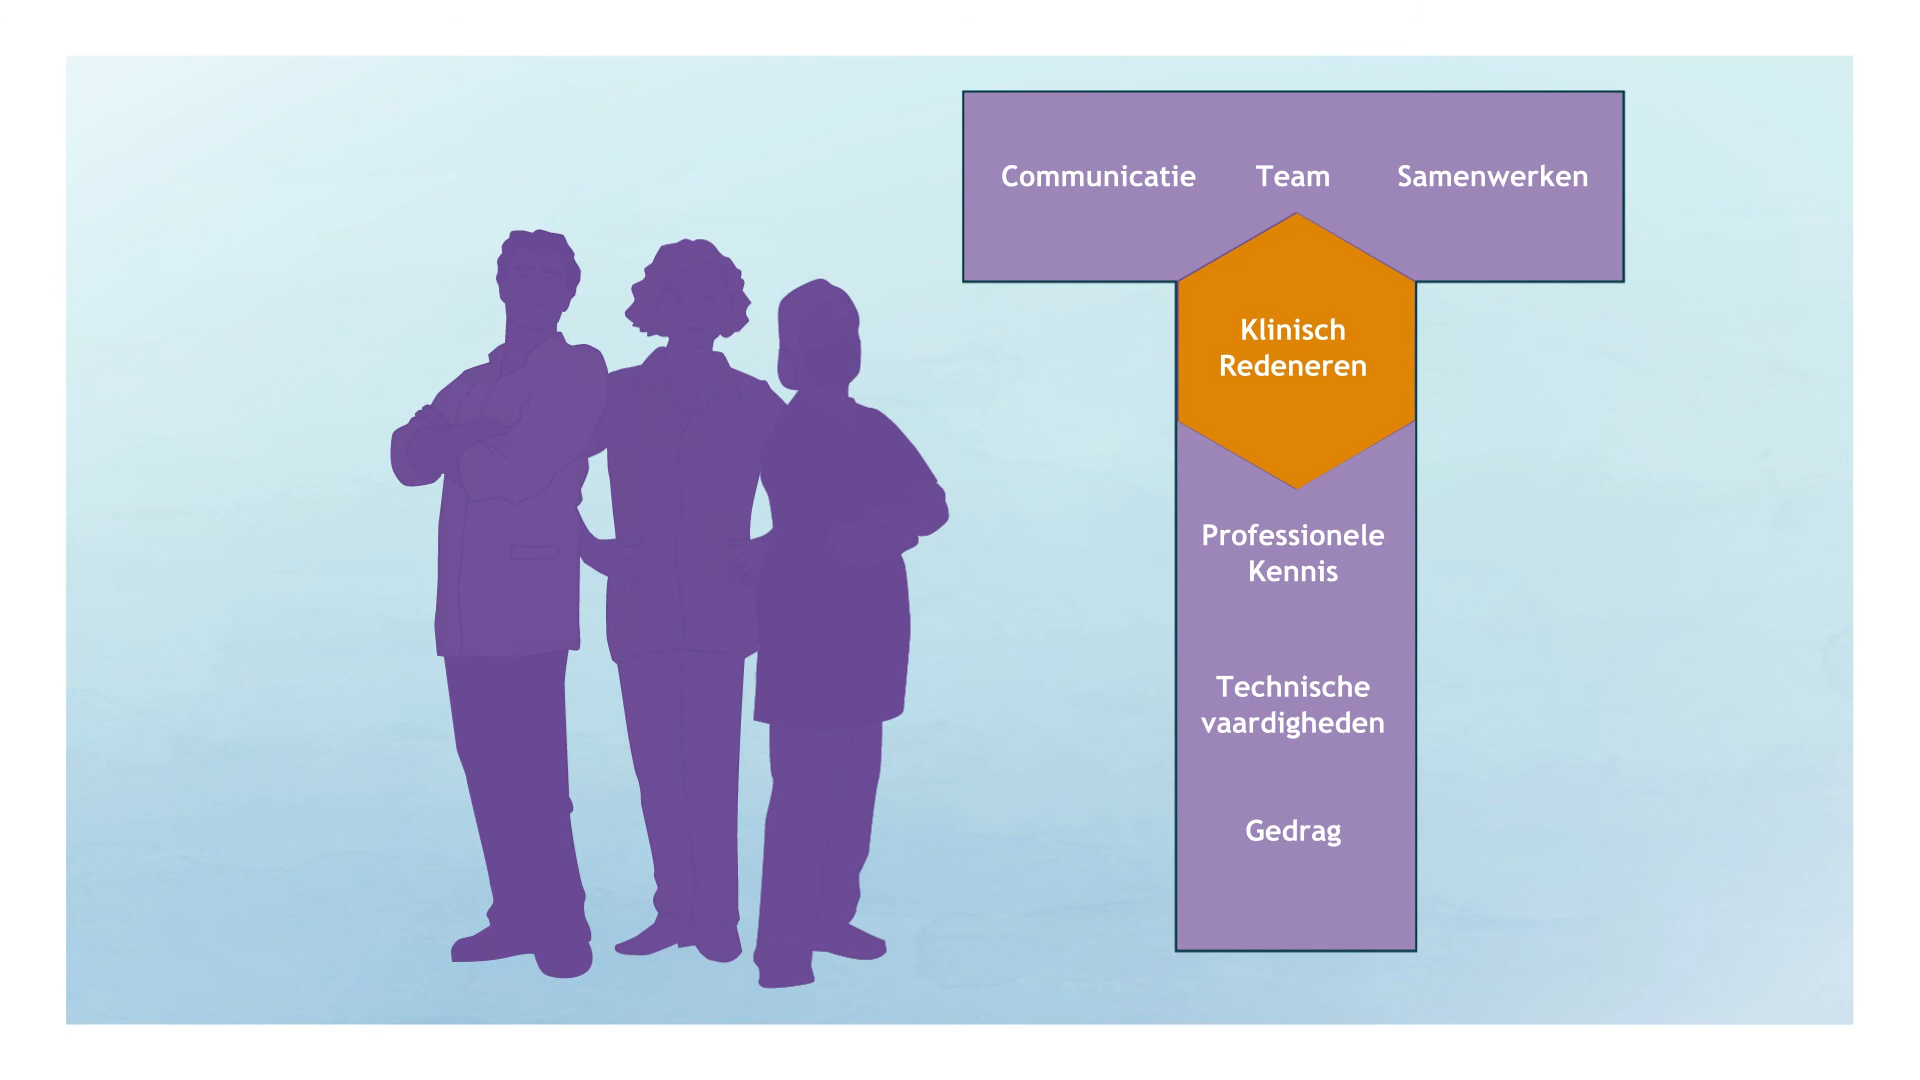 Communicatie Team Samenwerken
Klinisch
Redeneren
Professionele
Kennis
Technische
vaardigheden
Gedrag